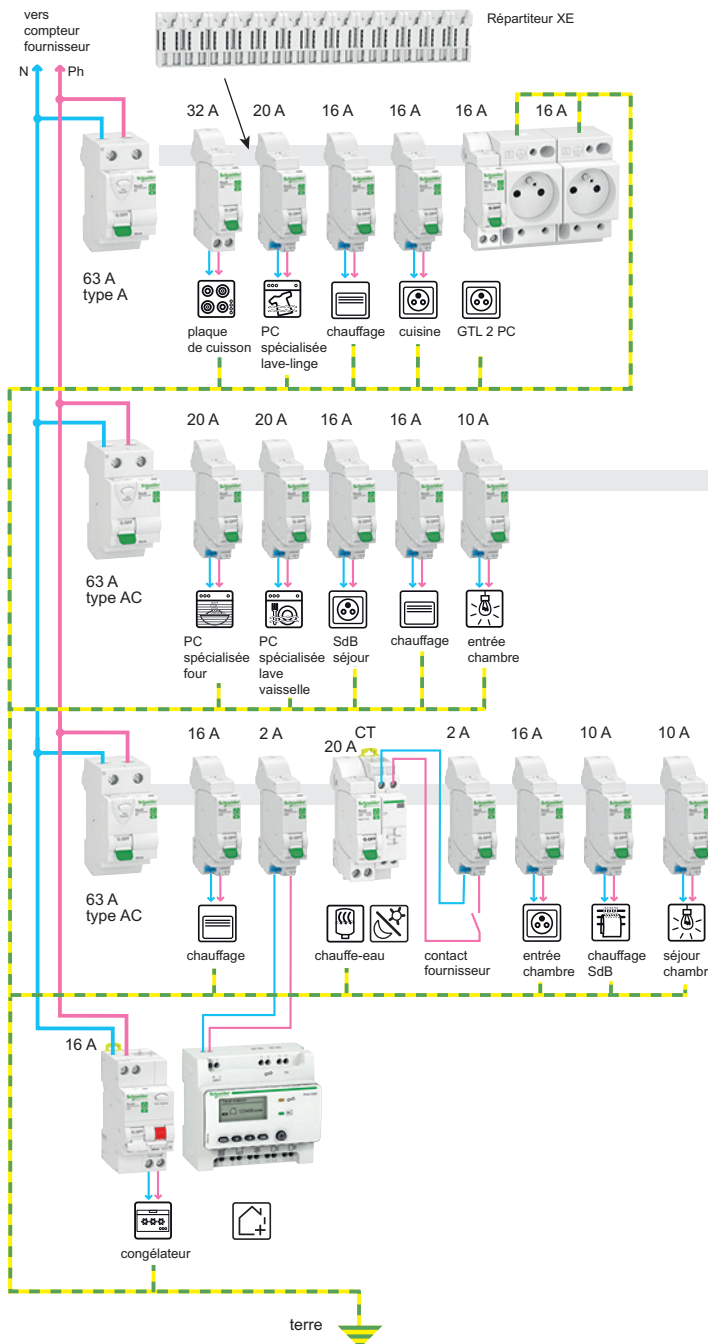 vers
compteur
fournisseur
Répartiteur XE
N
Ph
32 A
20 A
16 A
16 A
16 A
16 A
63 A
type A
plaque
de cuisson
PC
spécialisée
lave-linge
chauffage
cuisine
GTL 2 PC
20 A
20 A
16 A
16 A
10 A
63 A
type AC
PC
spécialisée
four
PC
spécialisée
lave
vaisselle
SdB
séjour
chauffage
entrée
chambre
16 A
2 A
CT
20 A
2 A
16 A
10 A
10 A
63 A
type AC
chauffage
chauffe-eau
contact
fournisseur
entrée
chambre
chauffage
SdB
séjour
chambr
16 A
Schneider
congélateur
terre